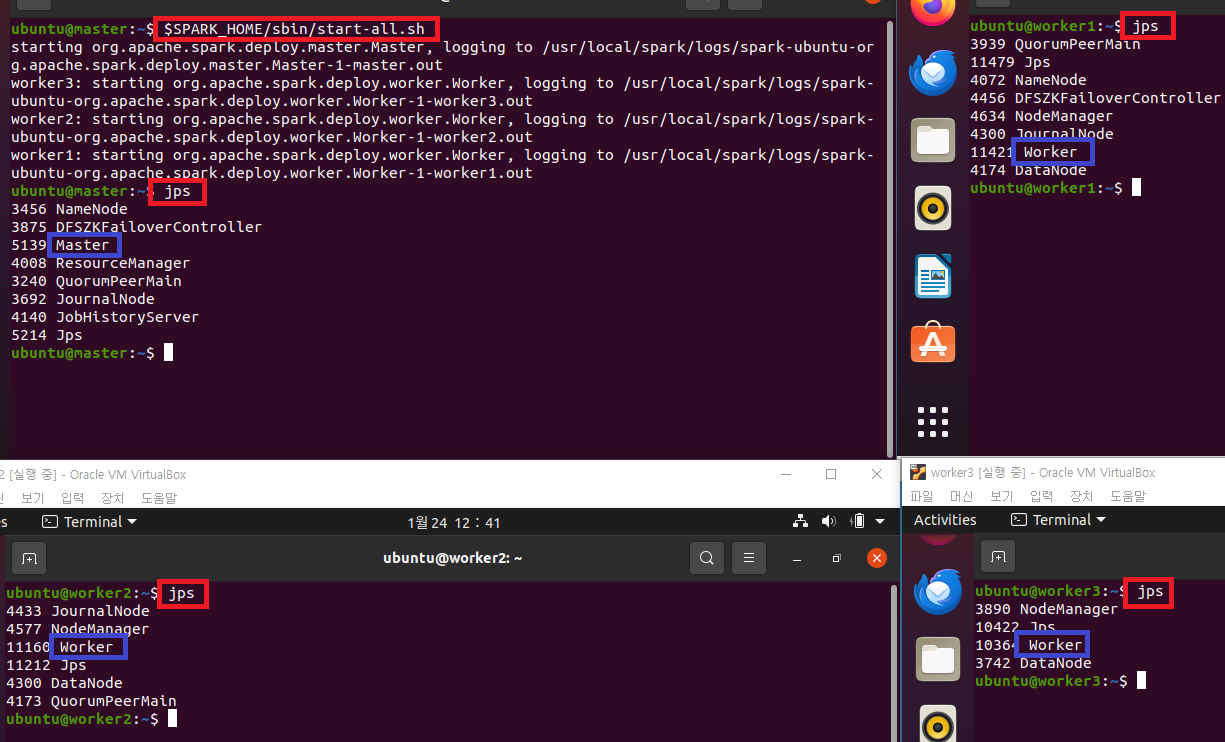 ubuntu@master:~$ $SPARK_HOME/sbin/start-all.sh
starting org.apache.spark.deploy.master.Master, logging to /usr/local/spark/logs/spark-ubuntu-or
g.apache.spark.deploy.master.Master-1-master.out
worker3: starting org.apache.spark.deploy.worker.Worker, logging to /usr/local/spark/logs/spark-
ubuntu-org.apache.spark.deploy.worker.Worker-1-worker3.out
worker2: starting org.apache.spark.deploy.worker.Worker, logging to /usr/local/spark/logs/spark-
ubuntu-org.apache.spark.deploy.worker.Worker-1-worker2.out
worker1: starting org.apache.spark.deploy.worker.Worker, logging to /usr/local/spark/logs/spark-
ubuntu-org.apache.spark.deploy.worker.Worker-1-worker1.out
ubuntu@master:~$ jps
3456 NameNode
3875 DFSZKFailoverController
5139 Master
4008 ResourceManager
3240 QuorumPeerMain
3692 JournalNode
4140 JobHistoryServer
5214 Jps
ubuntu@master:~$
ubuntu@worker1:~$ jps
3939 QuorumPeerMain
11479 Jps
4072 NameNode
4456 DFSZKFailoverController
4634 NodeManager
4300 JournalNode
11421 Worker
4174 DataNode
ubuntu@worker1:~$
2 [실행 중] - Oracle VM VirtualBox
보기 입력 장치 도움말
Terminal
1월 24 12 : 41
ubuntu@worker2: ~
ubuntu@worker2:~$ jps
4433 JournalNode
4577 NodeManager
11160 Worker
11212 Jps
4300 DataNode
4173 QuorumPeerMain
ubuntu@worker2:~$
worker3 [실행 중] - Oracle VM VirtualBox
파일 머신 보기 입력 장치 도움말
Activities Terminal
ubuntu@worker3:~$ jps
3890 NodeManager
10422 Jps
10364 Worker
3742 DataNode
ubuntu@worker3:~$